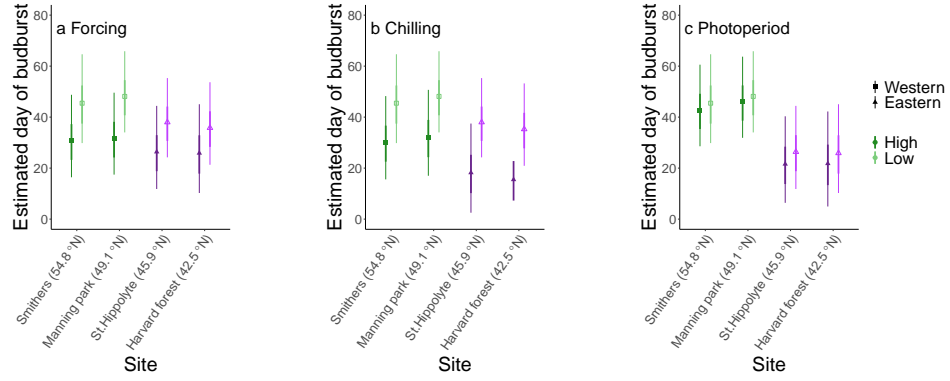 a Forcing
Estimated day of budburst
80
60
40
20
0
Smithers (54.8 °N)
Manning park (49.1 °N)
St.Hippolyte (45.9 °N)
Harvard forest (42.5 °N)
Site
b Chilling
Estimated day of budburst
80
60
40
20
0
Smithers (54.8 °N)
Manning park (49.1 °N)
St.Hippolyte (45.9 °N)
Harvard forest (42.5 °N)
Site
c Photoperiod
Estimated day of budburst
80
60
40
20
0
Smithers (54.8 °N)
Manning park (49.1 °N)
St.Hippolyte (45.9 °N)
Harvard forest (42.5 °N)
Site
Western
Eastern
High
Low